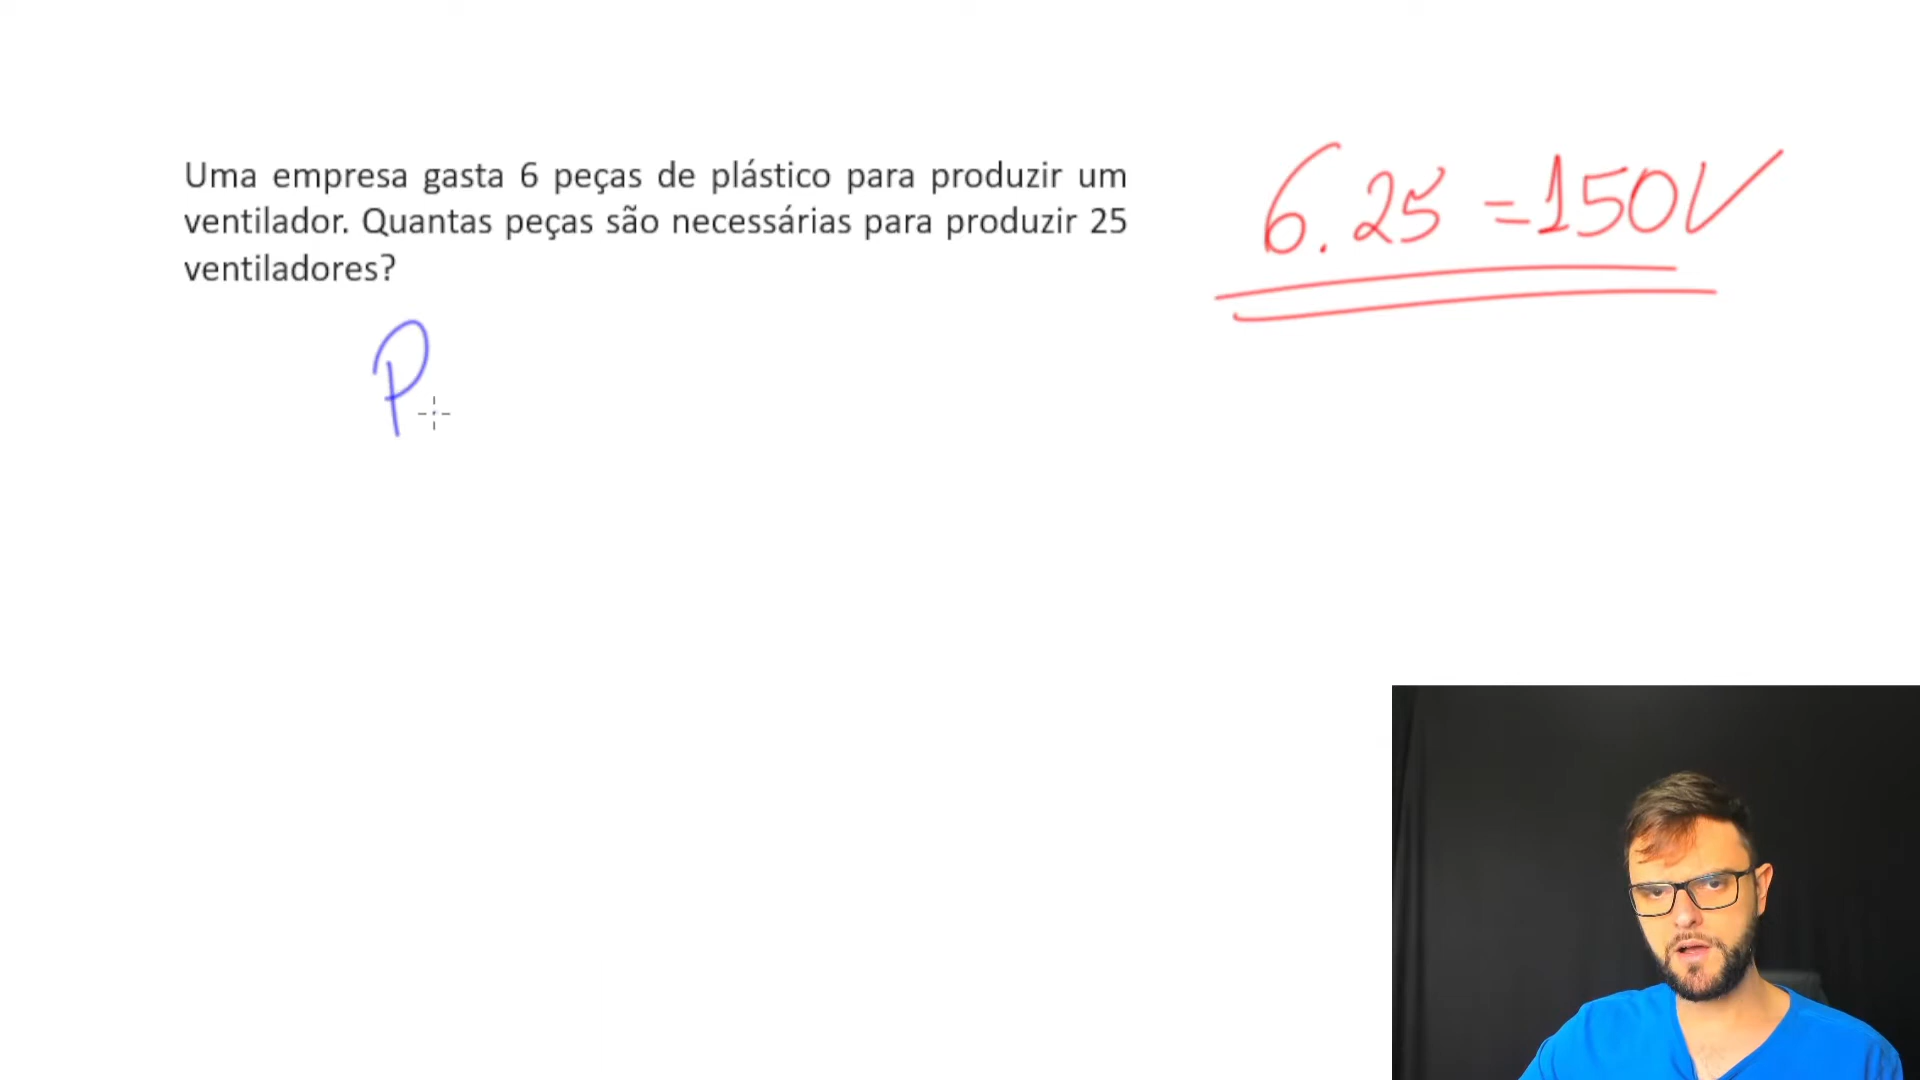 Uma empresa gasta 6 peças de plástico para produzir um
ventilador. Quantas peças são necessárias para produzir 25
ventiladores?
6.25 = 150
P